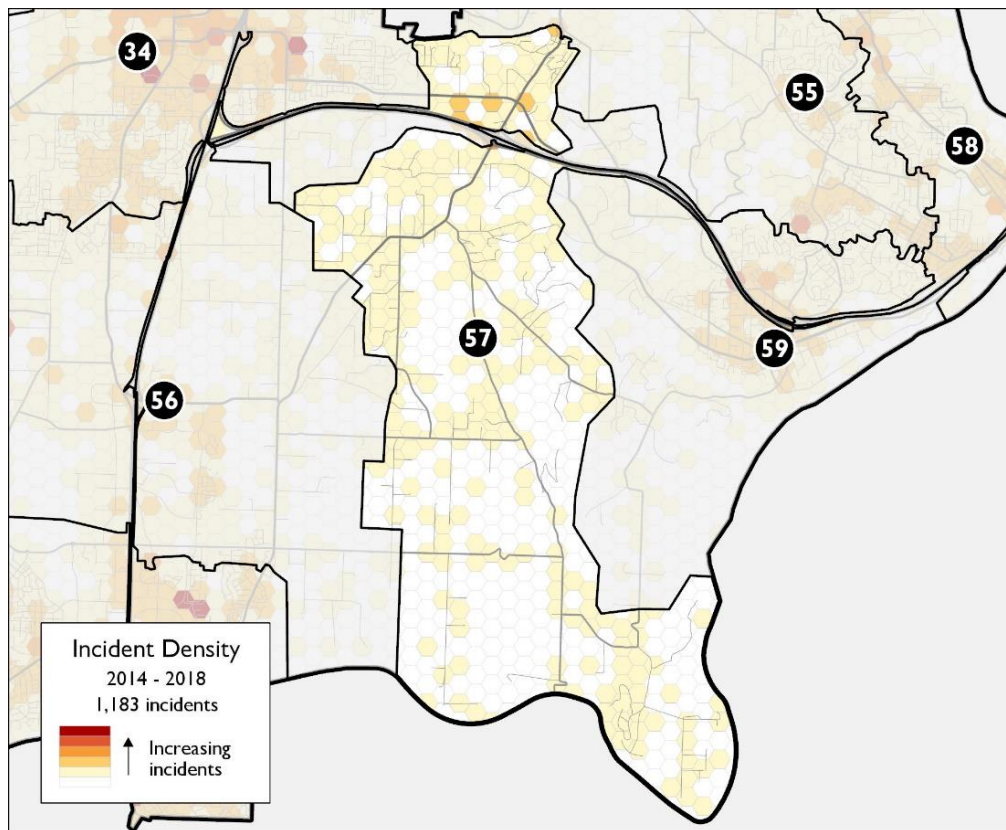 34
55
58
57
59
56
Incident Density
2014 - 2018
1,183 incidents
Increasing
incidents